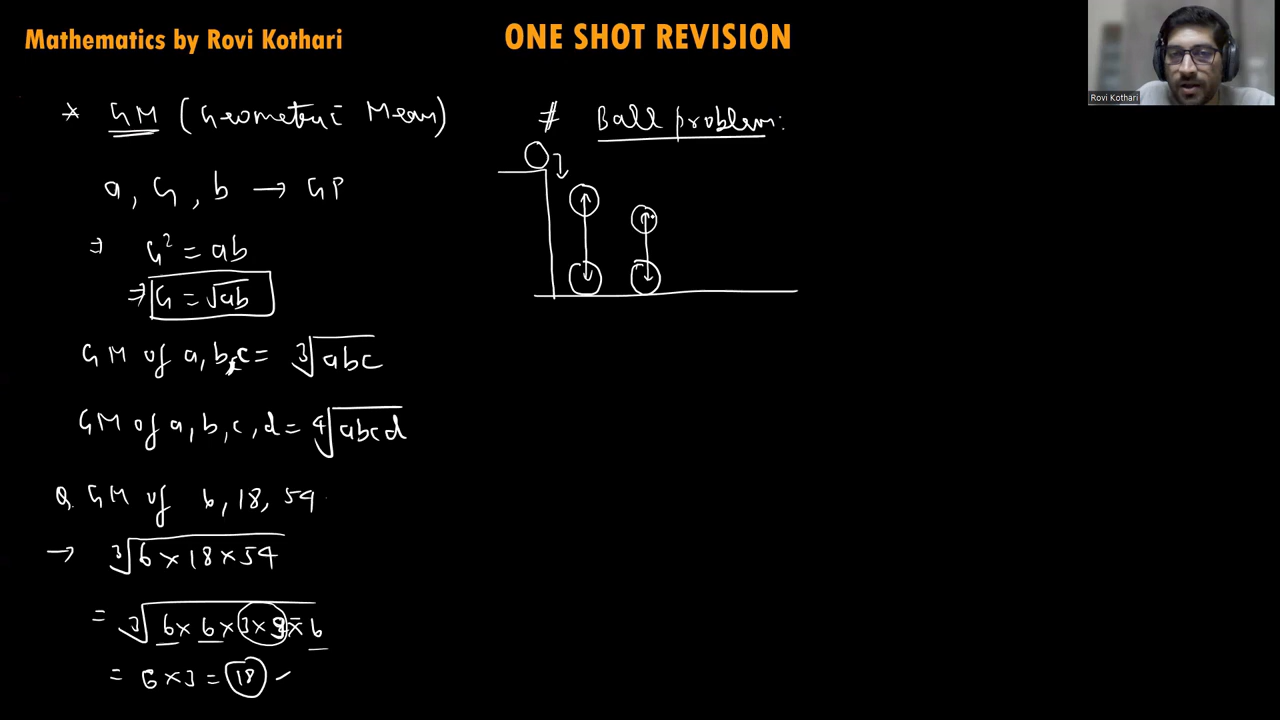 Mathematics by Rovi Kothari
ONE SHOT REVISION
Rovi Kothari
* GM (Geometric Mean)
a, G, b → GP
⇒ G² = ab
⇒ G = √ab
GM of a, b, c = ∛abc
GM of a, b, c, d = ∜abcd
Q. GM of 6, 18, 54
→ ∛6 × 18 × 54
= ∛6 × 6 × 3 × 9 × 6
= 6 × 3 = 18
# Ball problem: